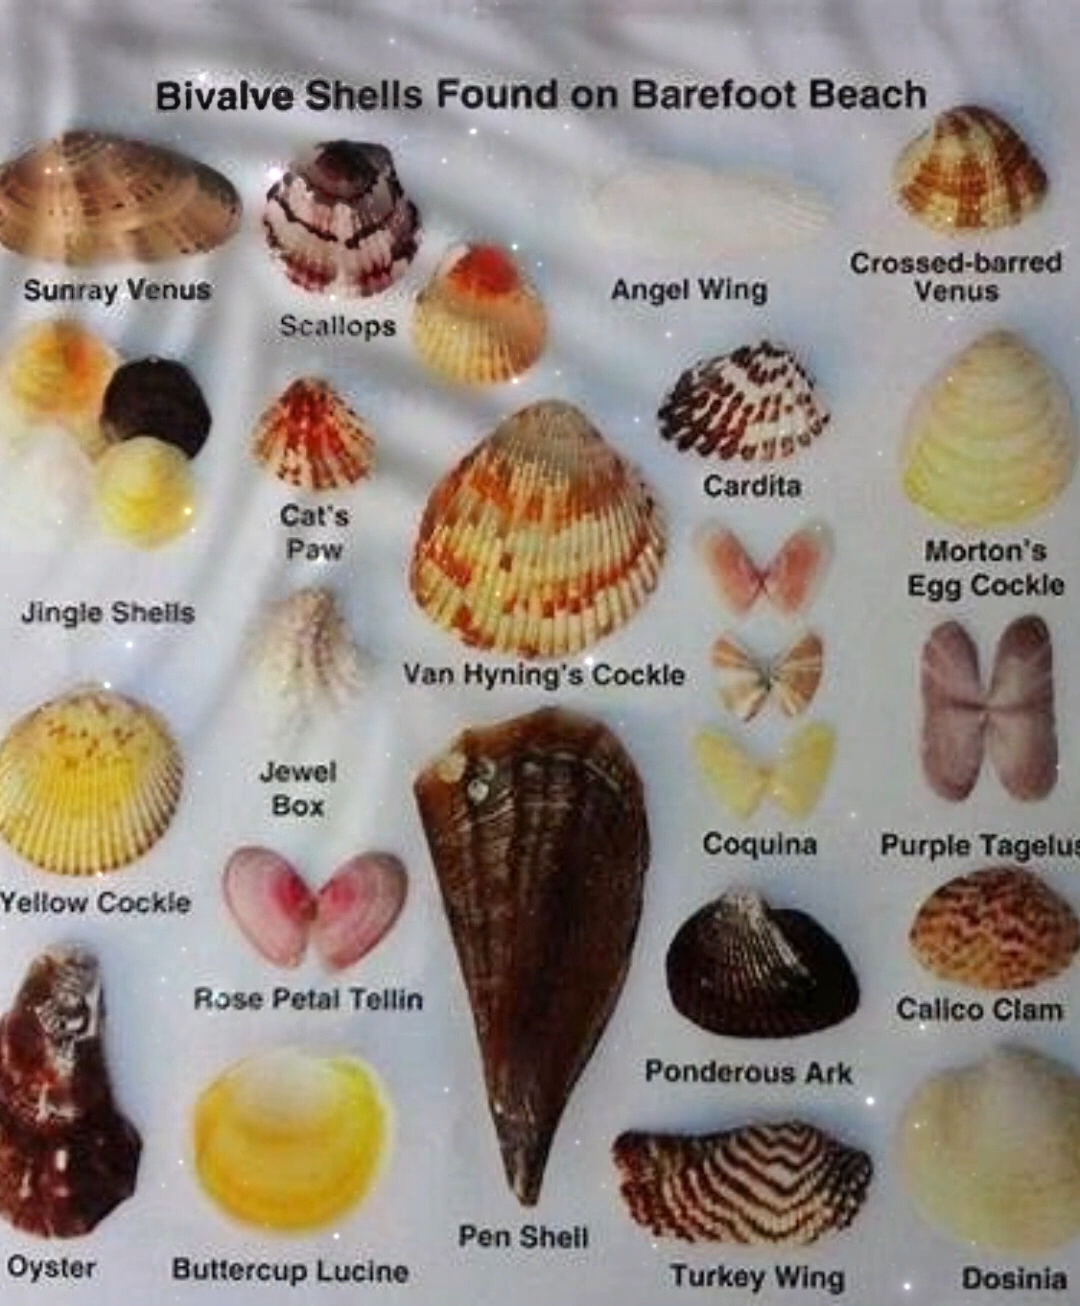 Bivalve Shells Found on Barefoot Beach
Sunray Venus
Scallops
Angel Wing
Crossed-barred
Venus
Jingle Shells
Cat's
Paw
Van Hyning's Cockle
Cardita
Morton's
Egg Cockle
Yellow Cockle
Jewel
Box
Coquina
Purple Tagelus
Rose Petal Tellin
Ponderous Ark
Calico Clam
Oyster
Buttercup Lucine
Pen Shell
Turkey Wing
Dosinia